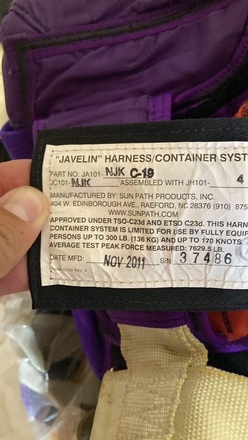 "JAVELIN" HARNESS/CONTAINER SYST
PART NO: JA101- NJK C-19
JC101- NJK ASSEMBLED WITH JH101- 4
MANUFACTURED BY: SUN PATH PRODUCTS, INC.
404 W. EDINBOROUGH AVE., RAEFORD, NC 28376 (910) 875
WWW.SUNPATH.COM
APPROVED UNDER TSO-C23d AND ETSO C23d. THIS HARN
CONTAINER SYSTEM IS LIMITED FOR USE BY FULLY EQUIP
PERSONS UP TO 300 LB. (136 KG) AND UP TO 170 KNOTS.
AVERAGE TEST PEAK FORCE MEASURED: 7629.5 LB.
DATE MFD: NOV 2011 S/N 37486